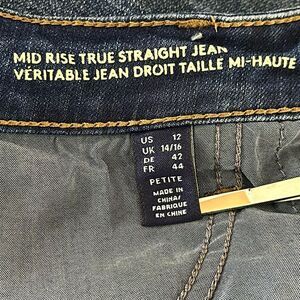 MID RISE TRUE STRAIGHT JEAN
VÉRITABLE JEAN DROIT TAILLE MI-HAUTE
US 12
UK 14/16
DE 42
FR 44
PETITE
MADE IN
CHINA/
FABRIQUE
EN CHINE